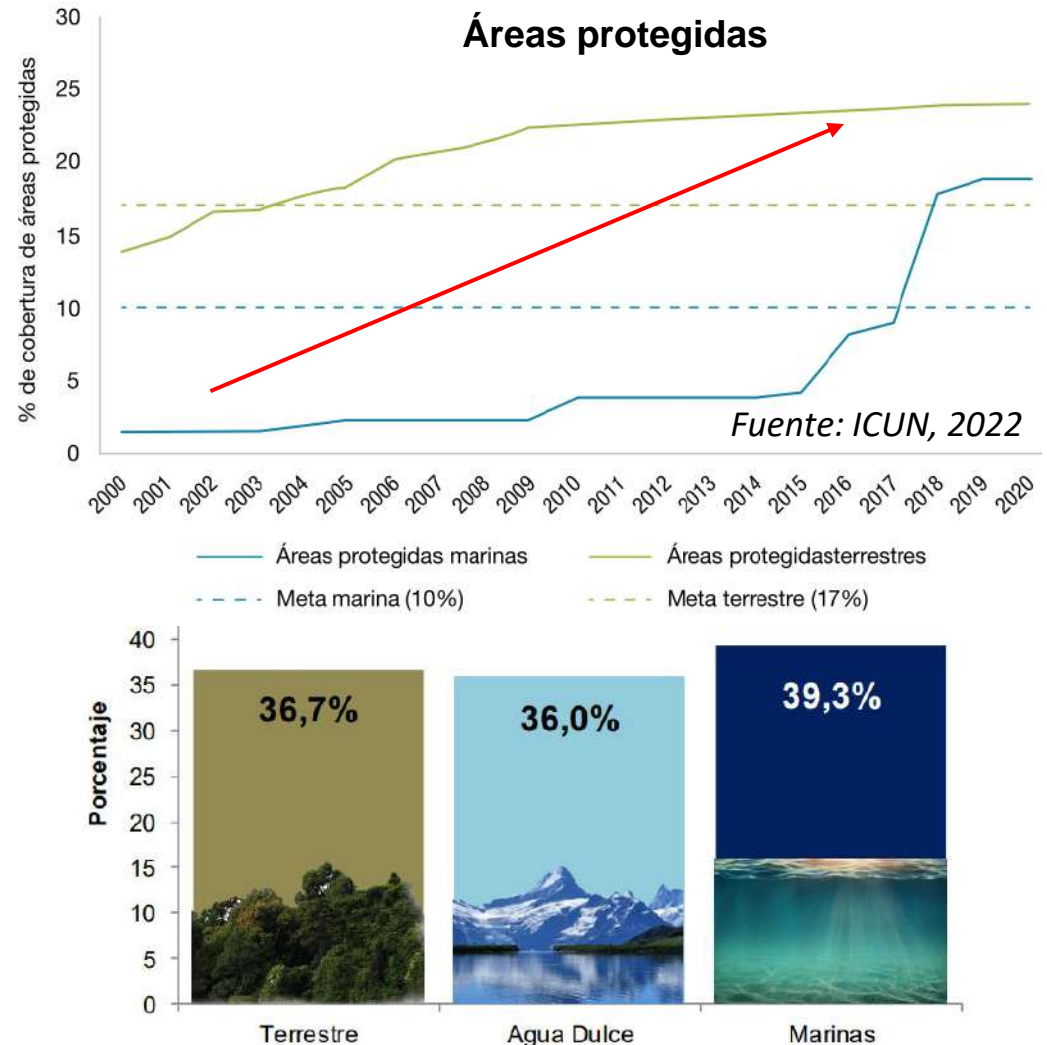 Áreas protegidas
% de cobertura de áreas protegidas
30
25
20
15
10
5
0
Fuente: ICUN, 2022
2000 2001 2002 2003 2004 2005 2006 2007 2008 2009 2010 2011 2012 2013 2014 2015 2016 2017 2018 2019 2020
Áreas protegidas marinas
Áreas protegidasterrestres
Meta marina (10%)
Meta terrestre (17%)
Porcentaje
40
35
30
25
20
15
10
5
0
36,7%
36,0%
39,3%
Terrestre
Agua Dulce
Marinas